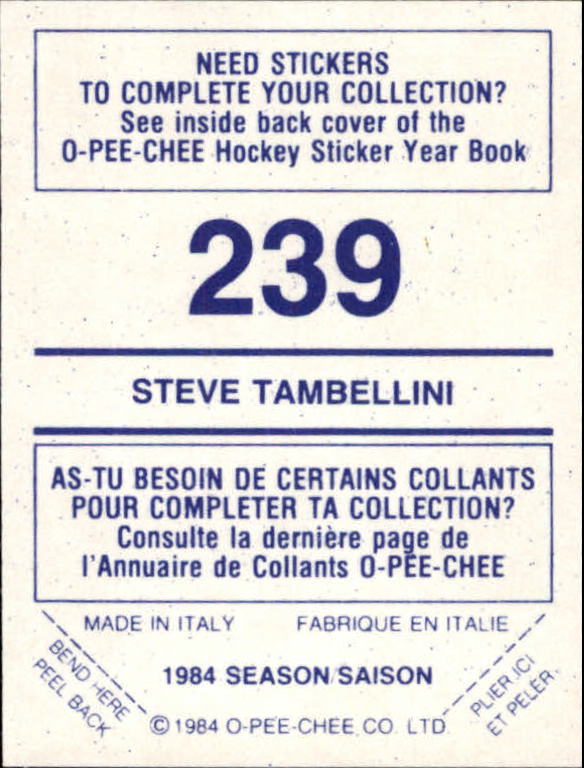 NEED STICKERS
TO COMPLETE YOUR COLLECTION?
See inside back cover of the
O-PEE-CHEE Hockey Sticker Year Book
239
STEVE TAMBELLINI
AS-TU BESOIN DE CERTAINS COLLANTS
POUR COMPLETER TA COLLECTION?
Consulte la dernière page de
l'Annuaire de Collants O-PEE-CHEE
MADE IN ITALY FABRIQUE EN ITALIE
BEND HERE
PEEL BACK
1984 SEASON/SAISON
PLIER ICI
ET PELER
© 1984 O-PEE-CHEE CO. LTD.